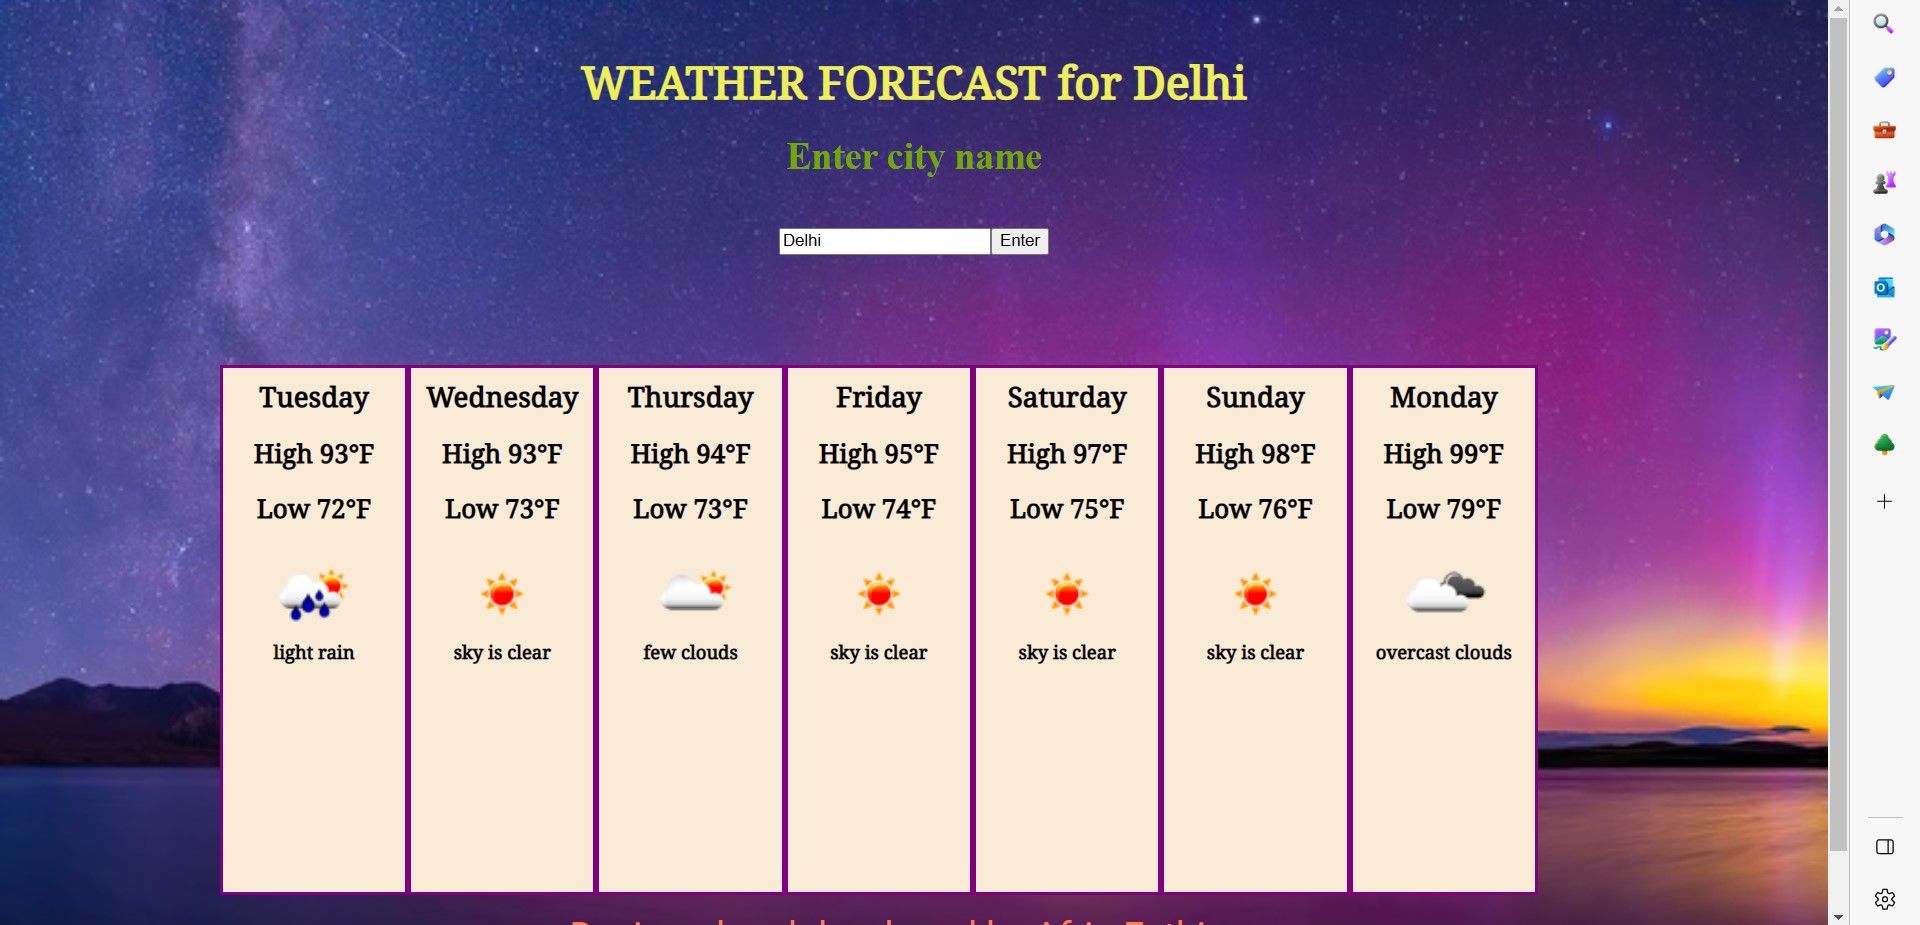 WEATHER FORECAST for Delhi
Enter city name
Delhi
Enter
Tuesday
High 93°F
Low 72°F
light rain
Wednesday
High 93°F
Low 73°F
sky is clear
Thursday
High 94°F
Low 73°F
few clouds
Friday
High 95°F
Low 74°F
sky is clear
Saturday
High 97°F
Low 75°F
sky is clear
Sunday
High 98°F
Low 76°F
sky is clear
Monday
High 99°F
Low 79°F
overcast clouds